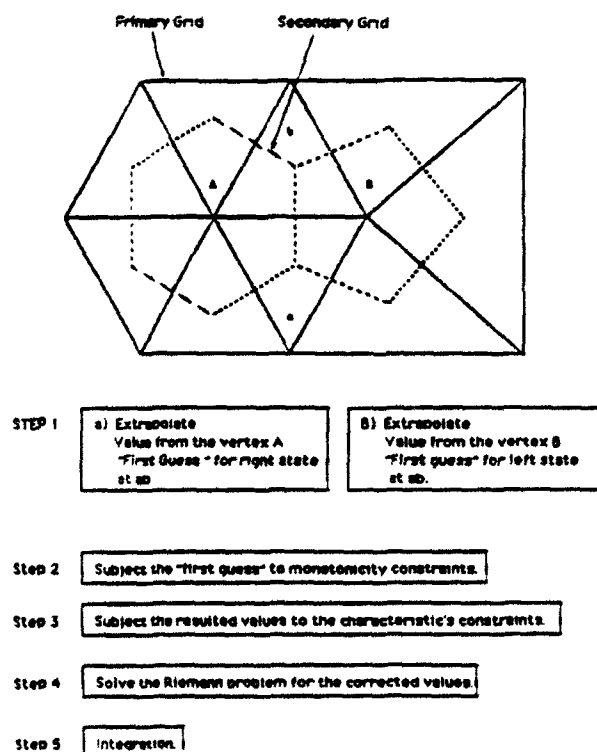 Primary Grid
Secondary Grid
b
A
B
a
STEP 1
a) Extrapolate
Value from the vertex A
"First Guess" for right state
at ab
B) Extrapolate
Value from the vertex B
"First guess" for left state
at ab.
Step 2
Subject the "first guess" to monotonicity constraints.
Step 3
Subject the resulted values to the characteristic's constraints.
Step 4
Solve the Riemann problem for the corrected values.
Step 5
Integration.